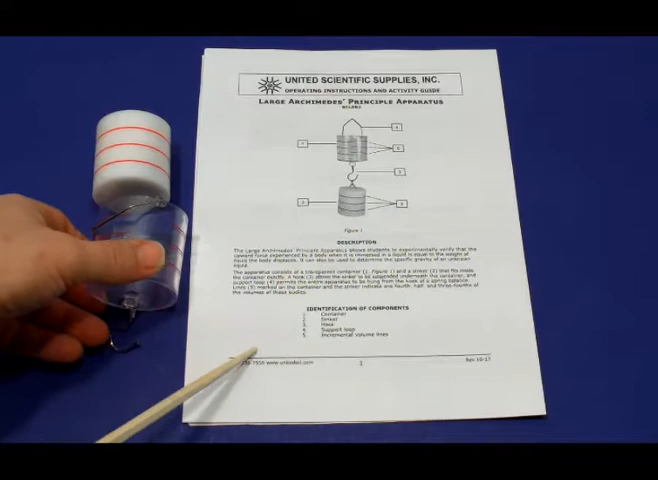 UNITED SCIENTIFIC SUPPLIES, INC.
OPERATING INSTRUCTIONS AND ACTIVITY GUIDE
LARGE ARCHIMEDES' PRINCIPLE APPARATUS
Figure 1
DESCRIPTION
The Large Archimedes' Principle Apparatus allows students to experimentally verify that the
upward force experienced by a body when it is immersed in a liquid is equal to the weight of
fluid the body displaces. It can also be used to determine the specific gravity of an unknown
liquid.
The apparatus consists of a transparent container (1, Figure 1) and a sinker (2) that fits inside
the container exactly. A hook (3) allows the sinker to be suspended underneath the container, and
support loop (4) permits the entire apparatus to be hung from the hook of a spring balance.
Lines (5) marked on the container and the sinker indicate one-fourth, half, and three-fourths of
the volumes of these bodies.
IDENTIFICATION OF COMPONENTS
1 Container
2 Sinker
3. Hook
4 Support loop
5. Incremental volume lines
www.unitedsci.com
1
Rev 10-17